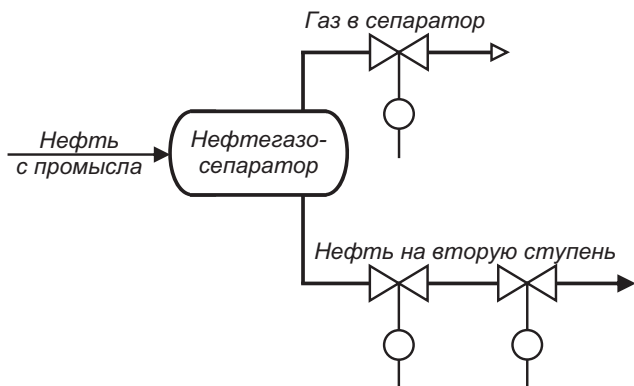 Газ в сепаратор
Нефть
с промысла
Нефтегазо-
сепаратор
Нефть на вторую ступень